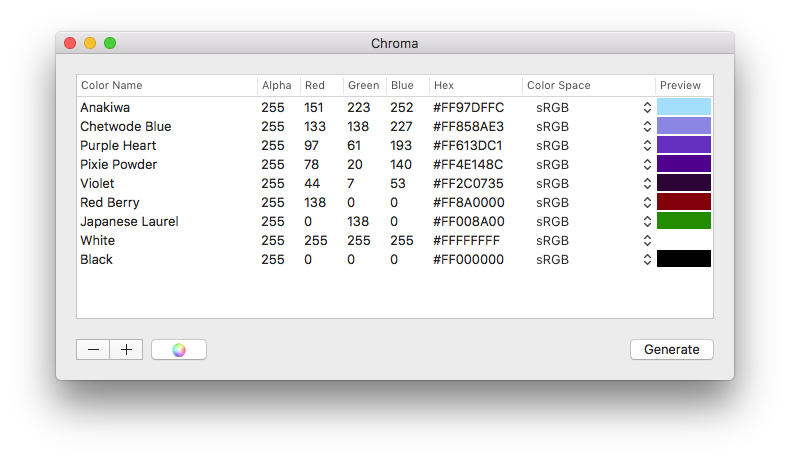 Chroma
Color Name Alpha Red Green Blue Hex Color Space Preview
Anakiwa 255 151 223 252 #FF97DFFC sRGB
Chetwode Blue 255 133 138 227 #FF858AE3 sRGB
Purple Heart 255 97 61 193 #FF613DC1 sRGB
Pixie Powder 255 78 20 140 #FF4E148C sRGB
Violet 255 44 7 53 #FF2C0735 sRGB
Red Berry 255 138 0 0 #FF8A0000 sRGB
Japanese Laurel 255 0 138 0 #FF008A00 sRGB
White 255 255 255 255 #FFFFFFFF sRGB
Black 255 0 0 0 #FF000000 sRGB
Generate